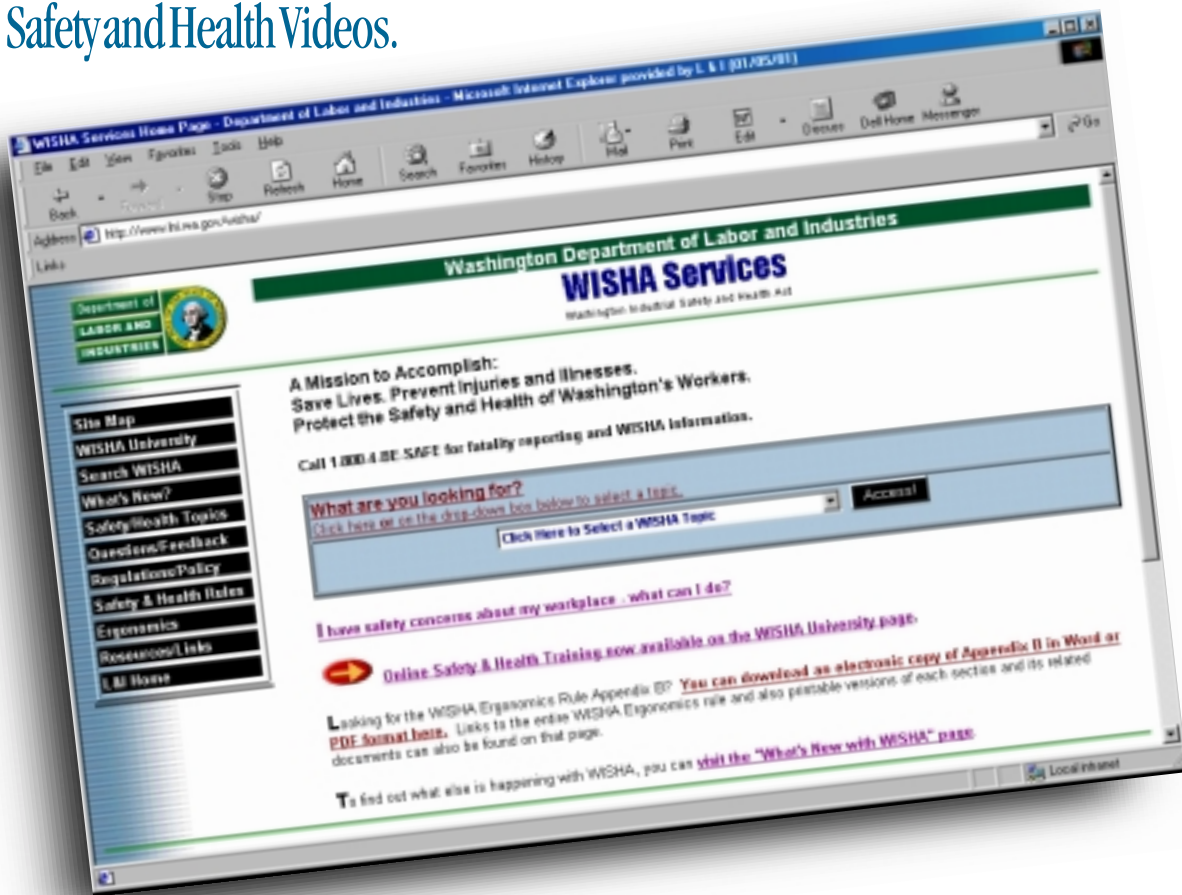 Safety and Health Videos.
WISHA Services Home Page - Department of Labor and Industries - Microsoft Internet Explorer provided by L & I (01/05/01)
File Edit View Favorites Tools Help
Back Forward Stop Refresh Home Search Favorites History Mail Print Edit Discuss Dell Home Messenger
Address http://www.lni.wa.gov/wisha/ Go
Links
Washington Department of Labor and Industries
WISHA Services
Washington Industrial Safety and Health Act
Department of
LABOR AND
INDUSTRIES
Site Map
WISHA University
Search WISHA
What's New?
Safety/Health Topics
Questions/Feedback
Regulations/Policy
Safety & Health Rules
Ergonomics
Resources/Links
L&I Home
A Mission to Accomplish:
Save Lives. Prevent Injuries and Illnesses.
Protect the Safety and Health of Washington's Workers.
Call 1-800-4-BE-SAFE for fatality reporting and WISHA information.
What are you looking for?
Click here or on the drop-down box below to select a topic.
Click Here to Select a WISHA Topic
Access!
I have safety concerns about my workplace - what can I do?
Online Safety & Health Training now available on the WISHA University page.
Looking for the WISHA Ergonomics Rule Appendix B? You can download an electronic copy of Appendix B in Word or
PDF format here. Links to the entire WISHA Ergonomics rule and also printable versions of each section and its related
documents can also be found on that page.
To find out what else is happening with WISHA, you can visit the "What's New with WISHA" page.
Local intranet